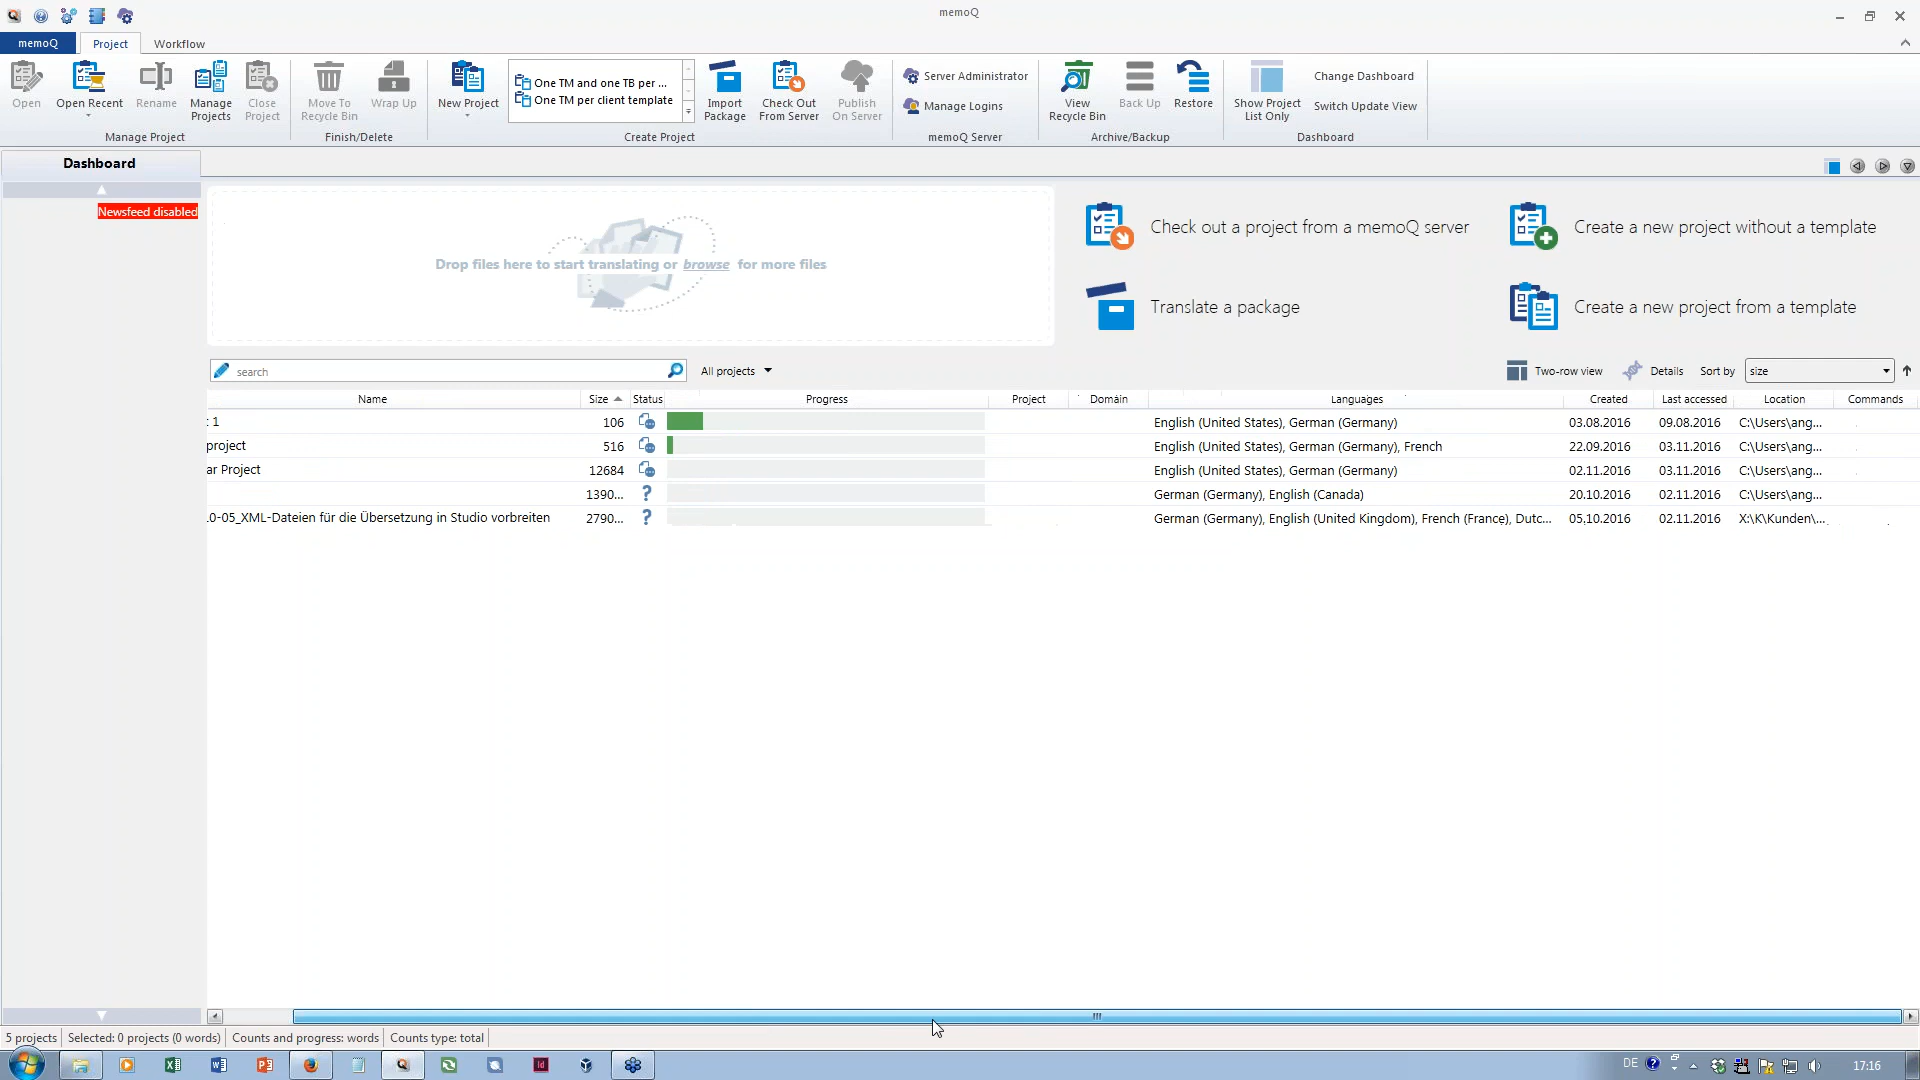 memoQ
memoQ Project Workflow
Open Open Recent Rename Manage Projects Close Project Move To Recycle Bin Wrap Up New Project One TM and one TB per ... One TM per client template Import Package Check Out From Server Publish On Server Server Administrator Manage Logins View Recycle Bin Back Up Restore Show Project List Only Change Dashboard Switch Update View
Manage Project Finish/Delete Create Project memoQ Server Archive/Backup Dashboard
Dashboard
Newsfeed disabled
Drop files here to start translating or browse for more files
Check out a project from a memoQ server Create a new project without a template
Translate a package Create a new project from a template
search All projects Two-row view Details Sort by size
Name Size Status Progress Project Domain Languages Created Last accessed Location Commands
: 1 106 English (United States), German (Germany) 03.08.2016 09.08.2016 C:\Users\ang...
project 516 English (United States), German (Germany), French 22.09.2016 03.11.2016 C:\Users\ang...
ar Project 12684 English (United States), German (Germany) 02.11.2016 03.11.2016 C:\Users\ang...
1390... ? German (Germany), English (Canada) 20.10.2016 02.11.2016 C:\Users\ang...
.0-05_XML-Dateien für die Übersetzung in Studio vorbreiten 2790... ? German (Germany), English (United Kingdom), French (France), Dutc... 05.10.2016 02.11.2016 X:\K\Kunden\...
5 projects Selected: 0 projects (0 words) Counts and progress: words Counts type: total
DE 17:16